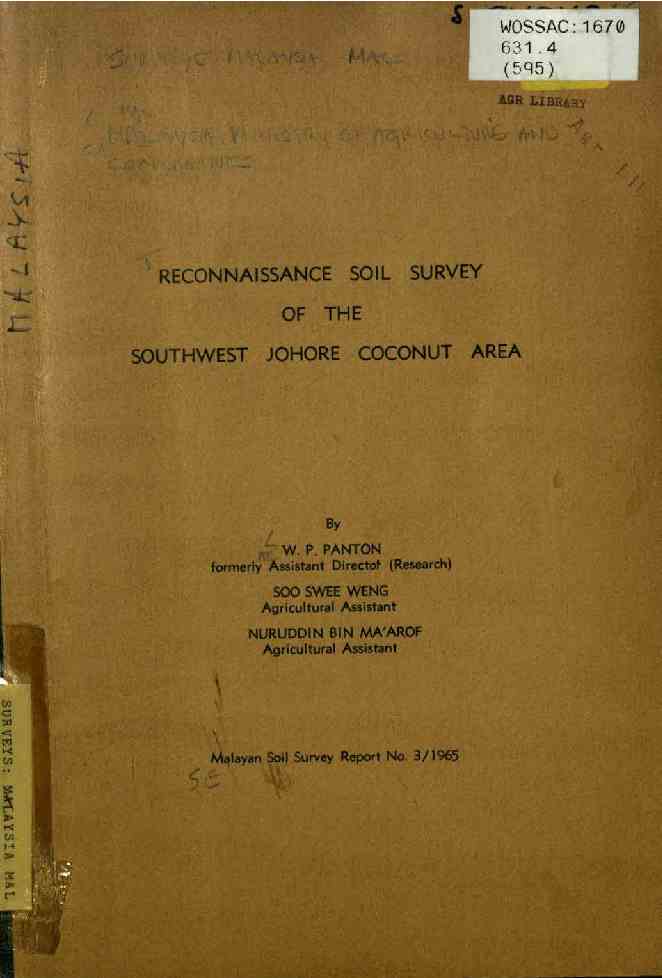 WOSSAC:1670
631.4
(595)
AGR LIBRARY
MALAYSIA
RECONNAISSANCE SOIL SURVEY
OF THE
SOUTHWEST JOHORE COCONUT AREA
By
W. P. PANTON
formerly Assistant Director (Research)
SOO SWEE WENG
Agricultural Assistant
NURUDDIN BIN MA'AROF
Agricultural Assistant
Malayan Soil Survey Report No. 3/1965
SE
SURVEYS: MALAYSIA MAL